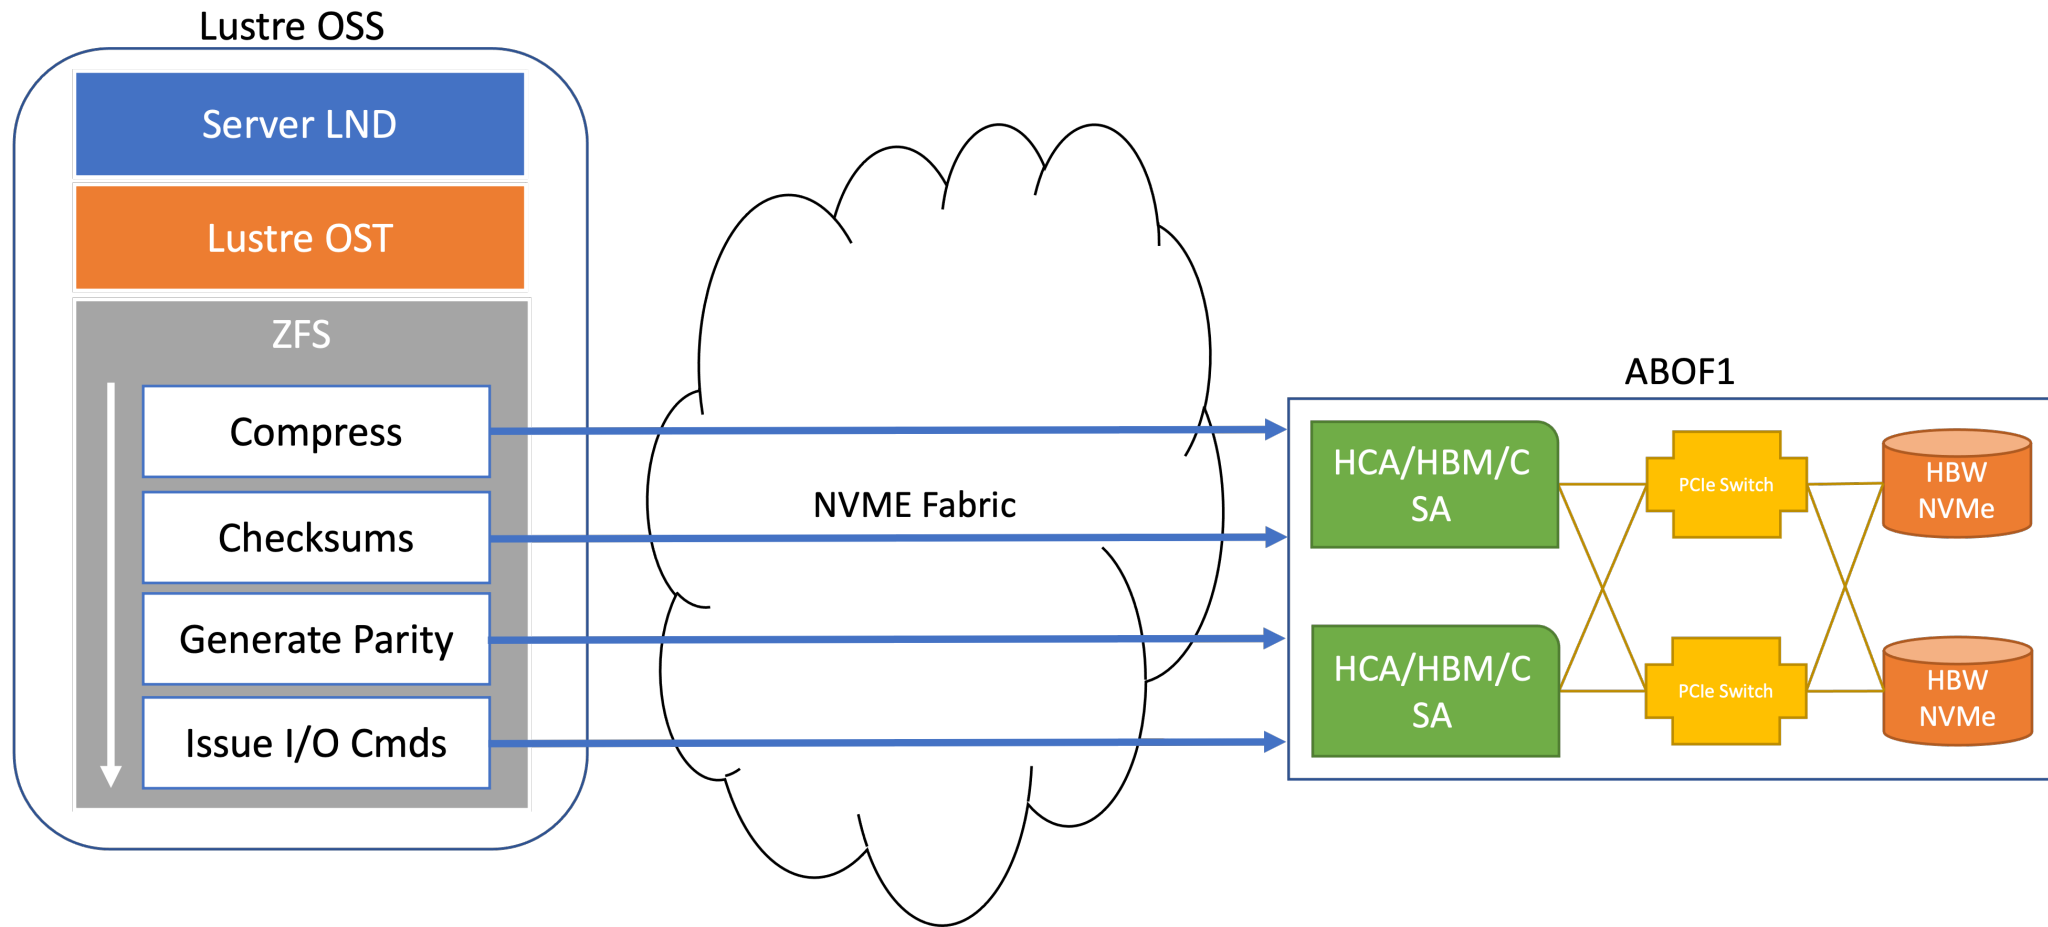 Lustre OSS
Server LND
Lustre OST
ZFS
Compress
Checksums
Generate Parity
Issue I/O Cmds
NVME Fabric
ABOF1
HCA/HBM/C
SA
PCIe Switch
HBW
NVMe
HCA/HBM/C
SA
PCIe Switch
HBW
NVMe